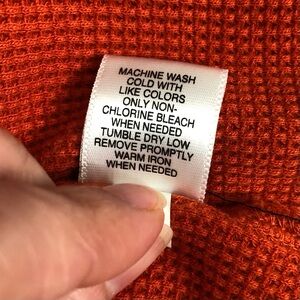 MACHINE WASH
COLD WITH
LIKE COLORS
ONLY NON-
CHLORINE BLEACH
WHEN NEEDED
TUMBLE DRY LOW
REMOVE PROMPTLY
WARM IRON
WHEN NEEDED